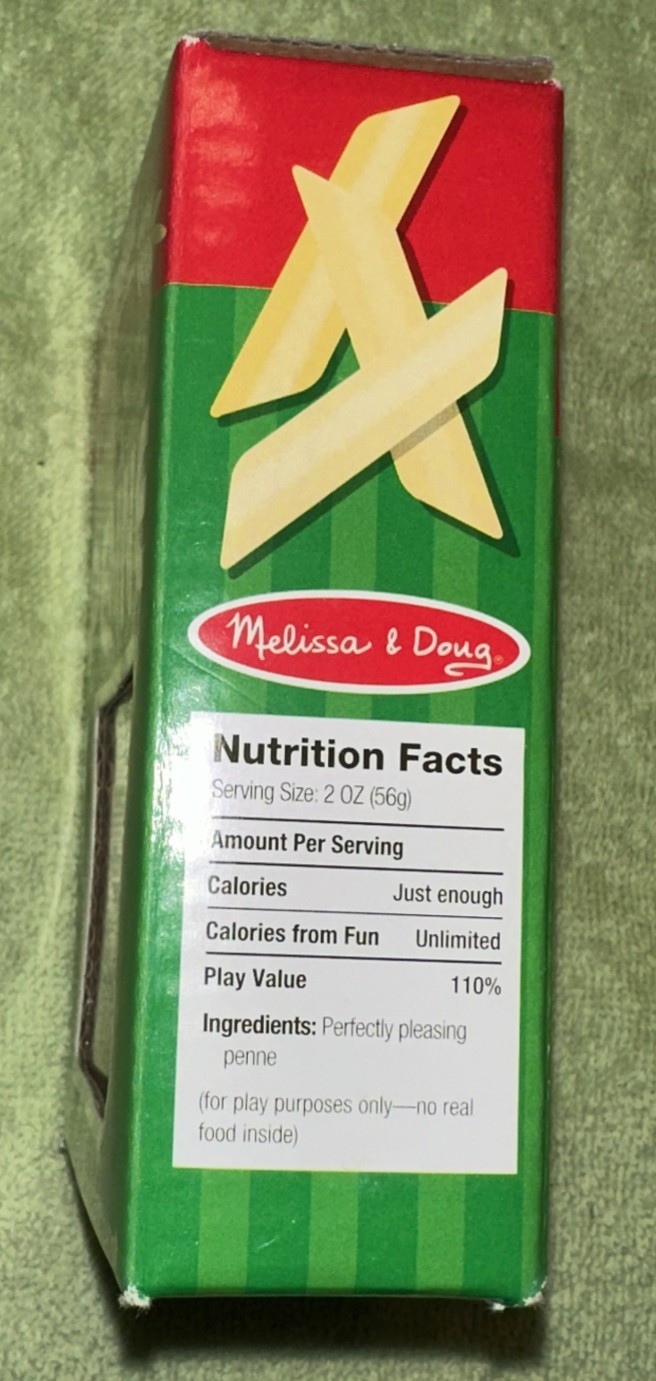 Melissa & Doug®
Nutrition Facts
Serving Size: 2 OZ (56g)
Amount Per Serving
Calories Just enough
Calories from Fun Unlimited
Play Value 110%
Ingredients: Perfectly pleasing
penne
(for play purposes only—no real
food inside)